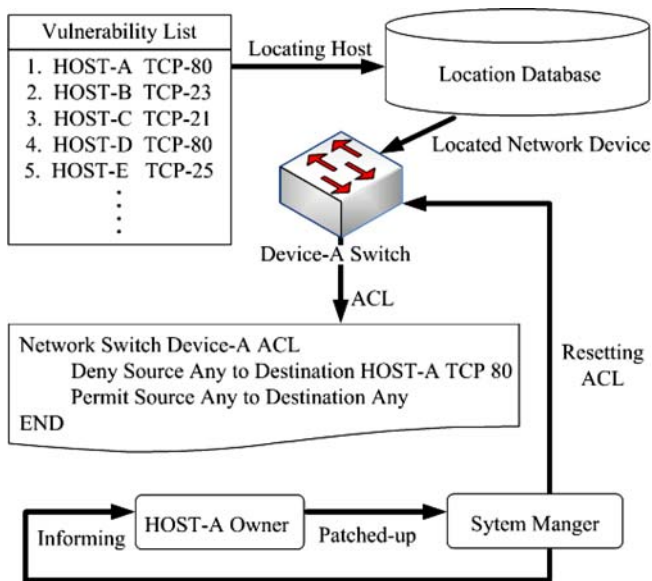 Vulnerability List
1. HOST-A TCP-80
2. HOST-B TCP-23
3. HOST-C TCP-21
4. HOST-D TCP-80
5. HOST-E TCP-25
Locating Host
Location Database
Located Network Device
Device-A Switch
ACL
Network Switch Device-A ACL
Deny Source Any to Destination HOST-A TCP 80
Permit Source Any to Destination Any
END
Resetting
ACL
Informing
HOST-A Owner
Patched-up
Sytem Manger